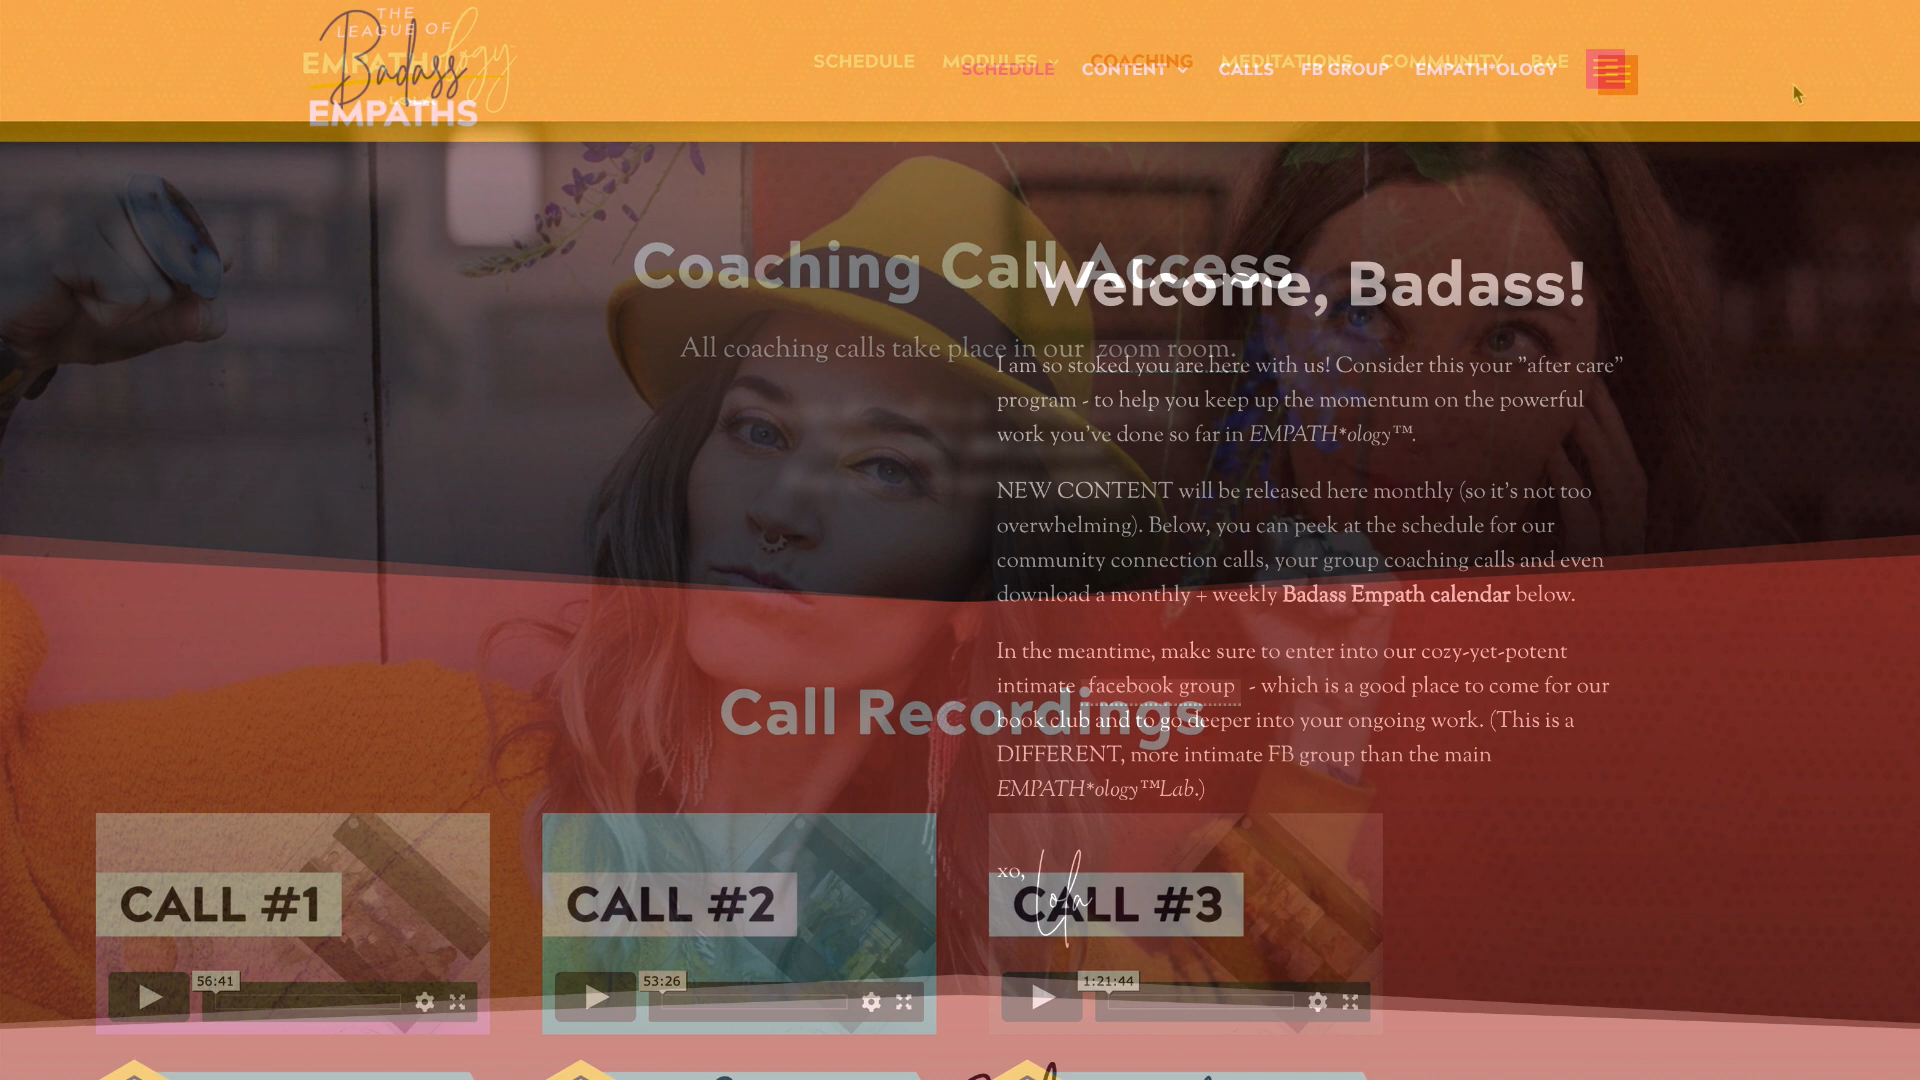 THE
LEAGUE OF
Badass
EMPATHS
EMPATHology
SCHEDULE MODULES COACHING MEDITATIONS COMMUNITY BAE
SCHEDULE CONTENT CALLS FB GROUP EMPATH*OLOGY
Coaching Call Access
All coaching calls take place in our zoom room.
Welcome, Badass!
I am so stoked you are here with us! Consider this your "after care"
program - to help you keep up the momentum on the powerful
work you've done so far in EMPATH*ology™.
NEW CONTENT will be released here monthly (so it's not too
overwhelming). Below, you can peek at the schedule for our
community connection calls, your group coaching calls and even
download a monthly + weekly Badass Empath calendar below.
In the meantime, make sure to enter into our cozy-yet-potent
intimate facebook group - which is a good place to come for our
book club and to go deeper into your ongoing work. (This is a
DIFFERENT, more intimate FB group than the main
EMPATH*ology™Lab.)
xo,
Lola
Call Recordings
CALL #1
56:41
CALL #2
53:26
CALL #3
1:21:44